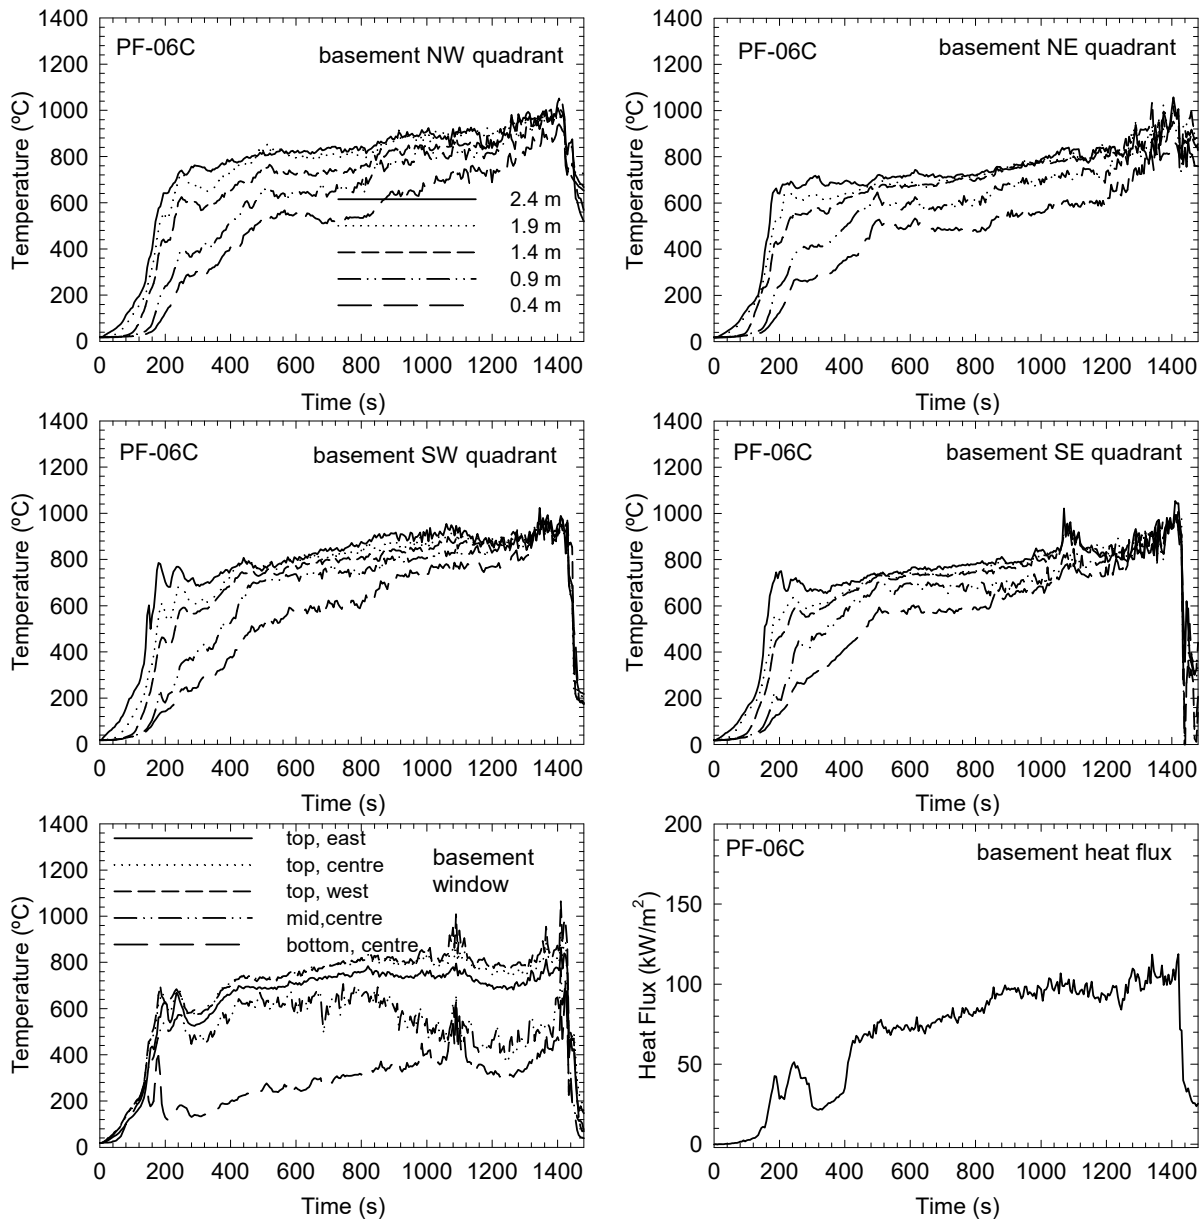 PF-06C
basement NW quadrant
Temperature (ºC)
1400
1200
1000
800
600
400
200
0
2.4 m
1.9 m
1.4 m
0.9 m
0.4 m
0 200 400 600 800 1000 1200 1400
Time (s)
PF-06C
basement NE quadrant
Temperature (ºC)
1400
1200
1000
800
600
400
200
0
0 200 400 600 800 1000 1200 1400
Time (s)
PF-06C
basement SW quadrant
Temperature (ºC)
1400
1200
1000
800
600
400
200
0
0 200 400 600 800 1000 1200 1400
Time (s)
PF-06C
basement SE quadrant
Temperature (ºC)
1400
1200
1000
800
600
400
200
0
0 200 400 600 800 1000 1200 1400
Time (s)
top, east
top, centre
top, west
mid,centre
bottom, centre
basement
window
Temperature (ºC)
1400
1200
1000
800
600
400
200
0
0 200 400 600 800 1000 1200 1400
Time (s)
PF-06C
basement heat flux
Heat Flux (kW/m²)
200
150
100
50
0
0 200 400 600 800 1000 1200 1400
Time (s)